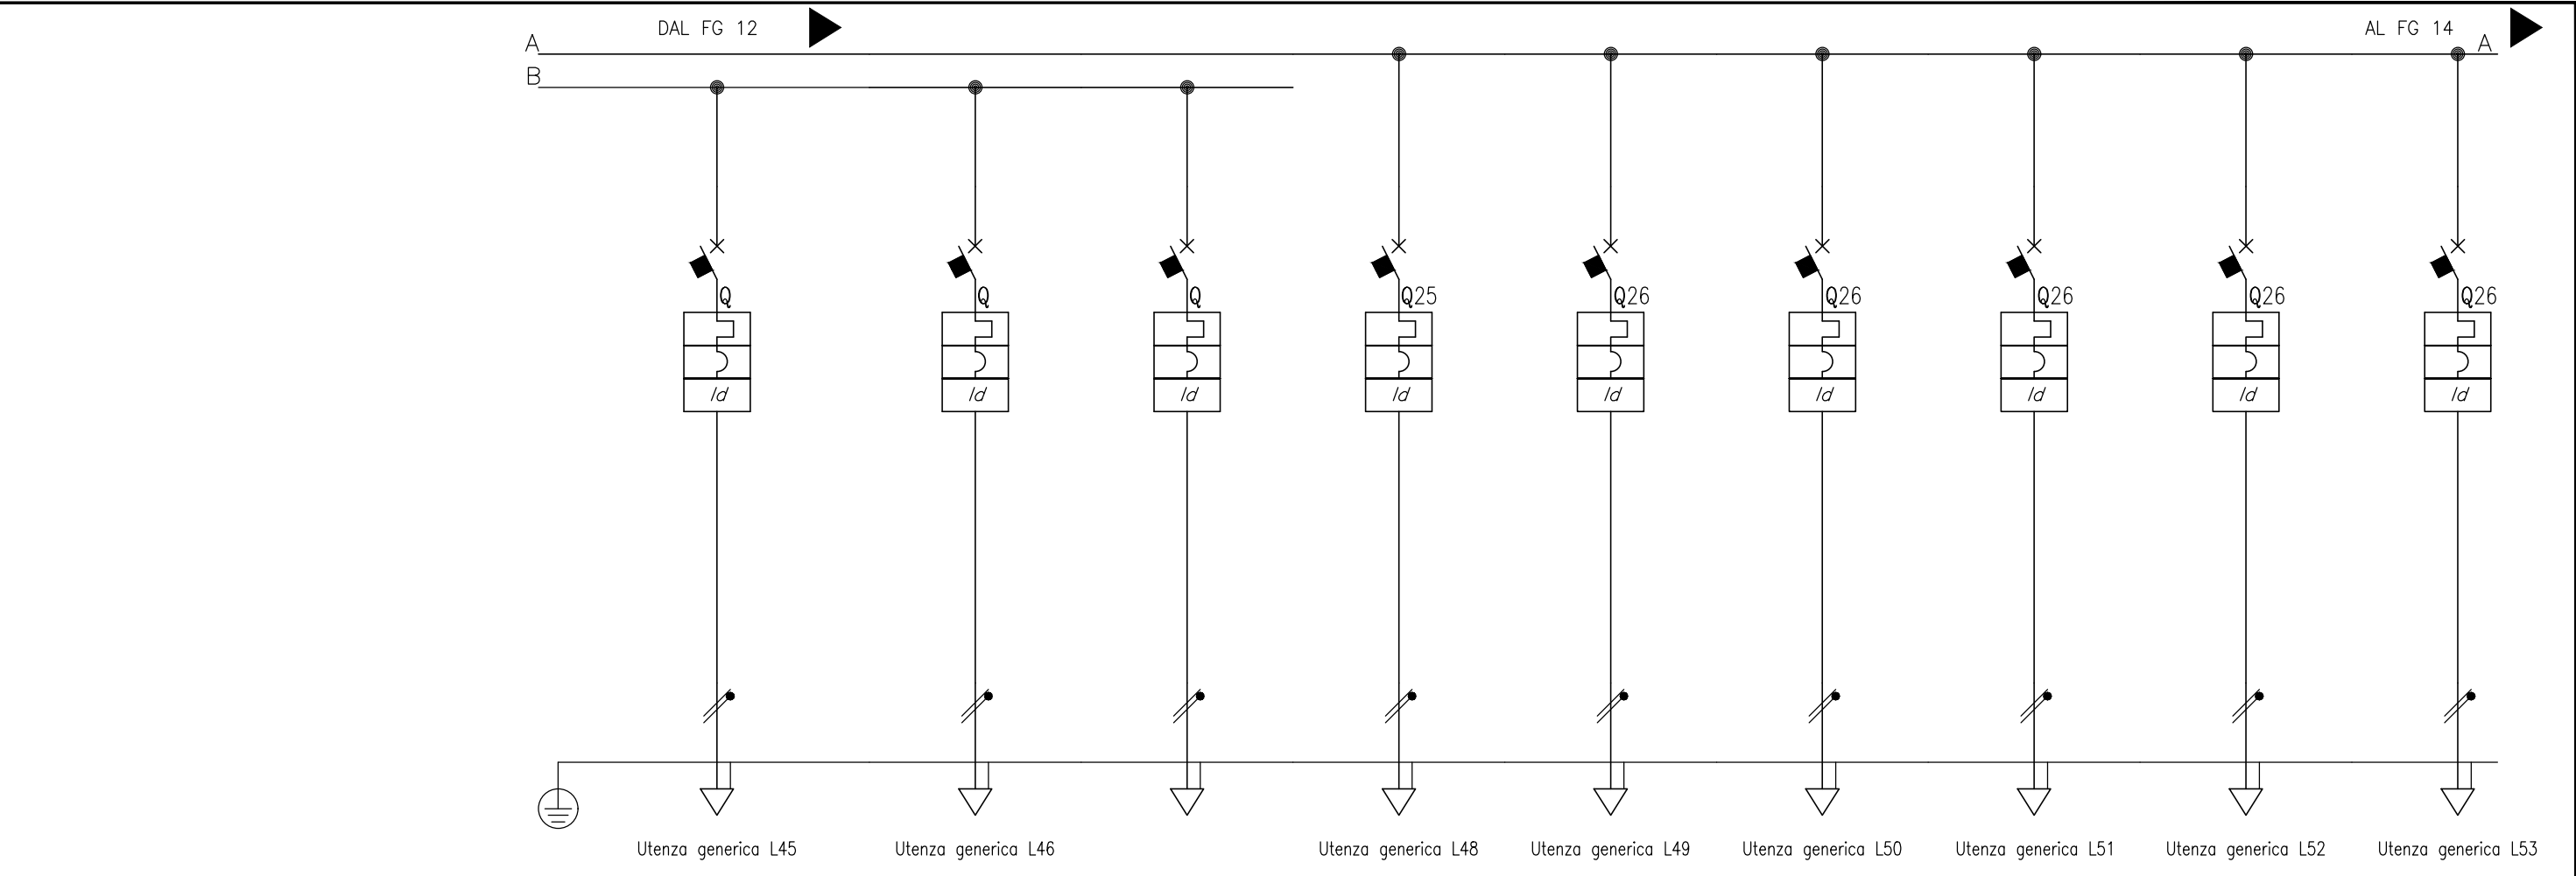 DAL FG 12
AL FG 14
A
A
B
Q
Q
Q
Q25
Q26
Q26
Q26
Q26
Q26
Id
Id
Id
Id
Id
Id
Id
Id
Id
Utenza generica L45
Utenza generica L46
Utenza generica L48
Utenza generica L49
Utenza generica L50
Utenza generica L51
Utenza generica L52
Utenza generica L53